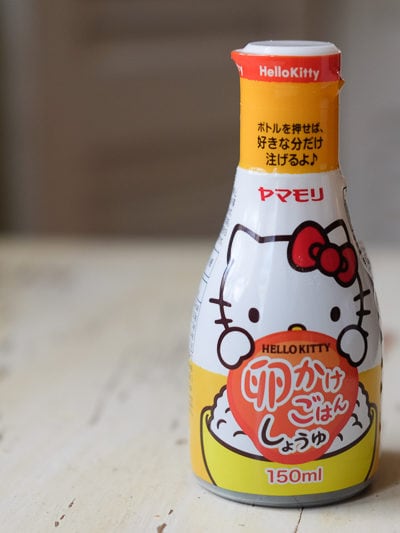 HelloKitty
ボトルを押せば、
好きな分だけ
注げるよ♪
ヤマモリ
HELLO KITTY
卵かけ
ごはん
しょうゆ
150ml